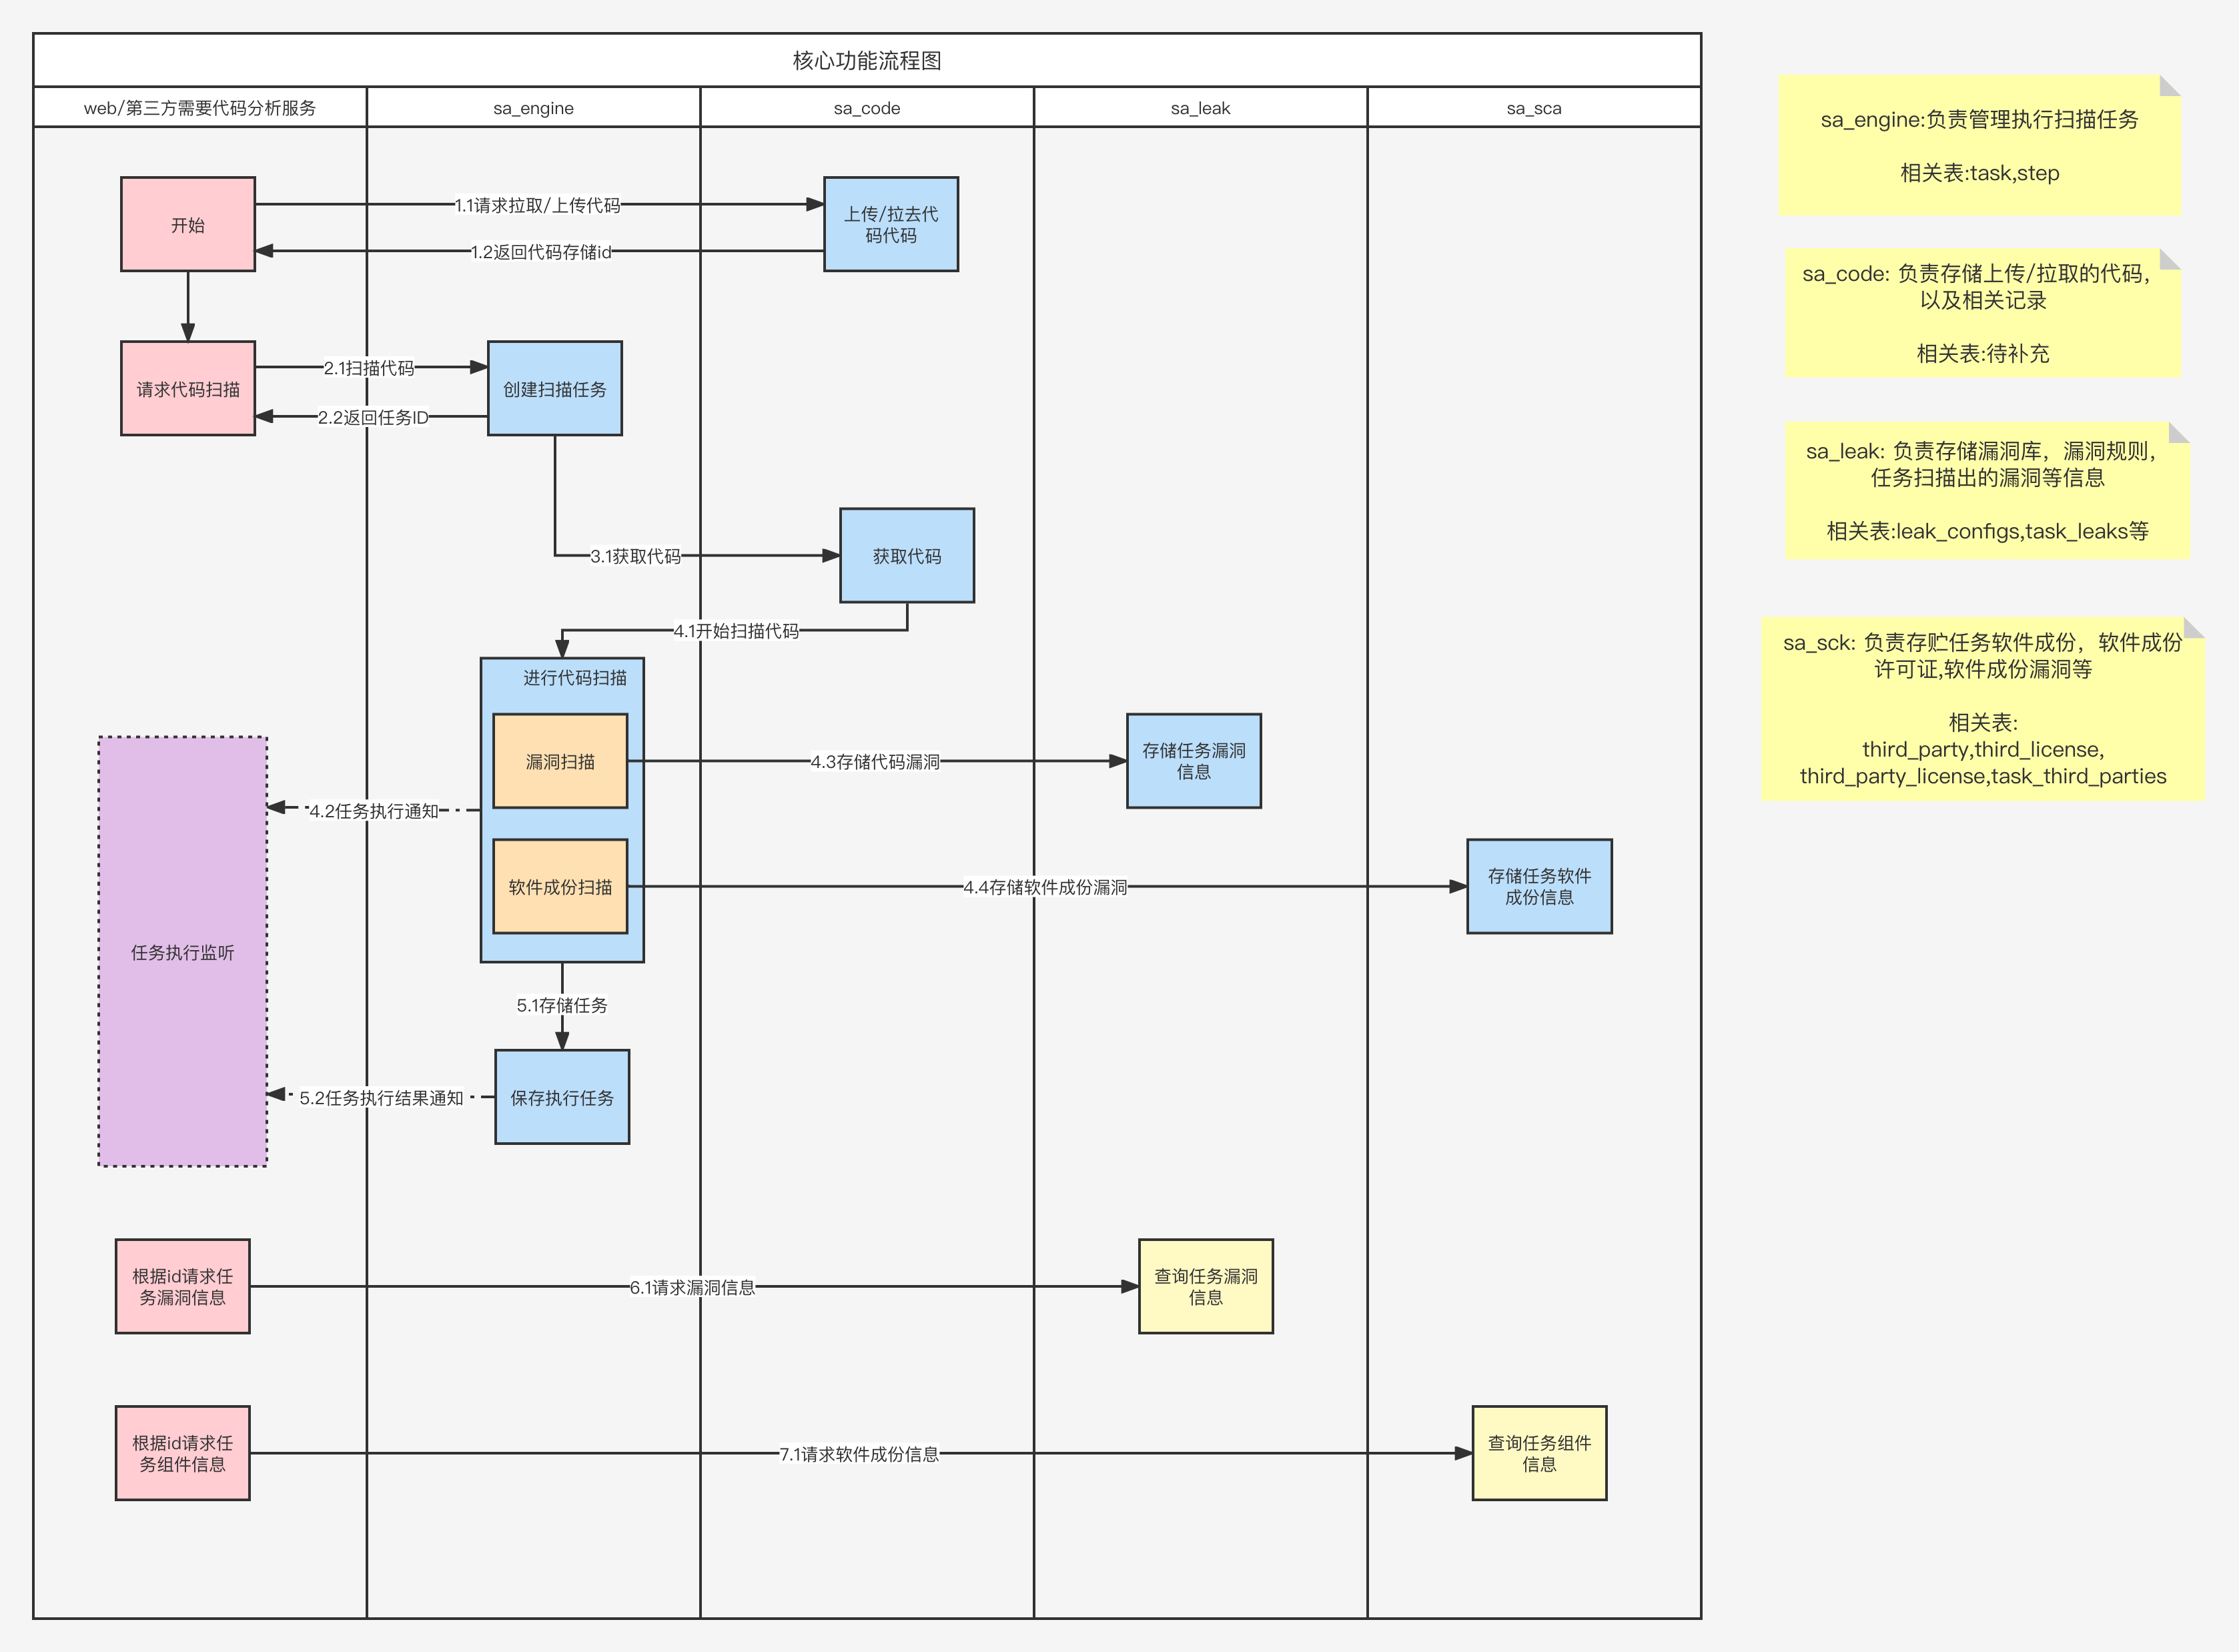 核心功能流程图
web/第三方需要代码分析服务
sa_engine
sa_code
sa_leak
sa_sca
开始
1.1请求拉取/上传代码
上传/拉去代
码代码
1.2返回代码存储id
请求代码扫描
2.1扫描代码
创建扫描任务
2.2返回任务ID
3.1获取代码
获取代码
4.1开始扫描代码
进行代码扫描
漏洞扫描
4.3存储代码漏洞
存储任务漏洞
信息
4.2任务执行通知
软件成份扫描
4.4存储软件成份漏洞
存储任务软件
成份信息
任务执行监听
5.1存储任务
保存执行任务
5.2任务执行结果通知
根据id请求任
务漏洞信息
6.1请求漏洞信息
查询任务漏洞
信息
根据id请求任
务组件信息
7.1请求软件成份信息
查询任务组件
信息
sa_engine:负责管理执行扫描任务
相关表:task,step
sa_code: 负责存储上传/拉取的代码，
以及相关记录
相关表:待补充
sa_leak: 负责存储漏洞库，漏洞规则，
任务扫描出的漏洞等信息
相关表:leak_configs,task_leaks等
sa_sck: 负责存贮任务软件成份，软件成份
许可证,软件成份漏洞等
相关表:
third_party,third_license,
third_party_license,task_third_parties